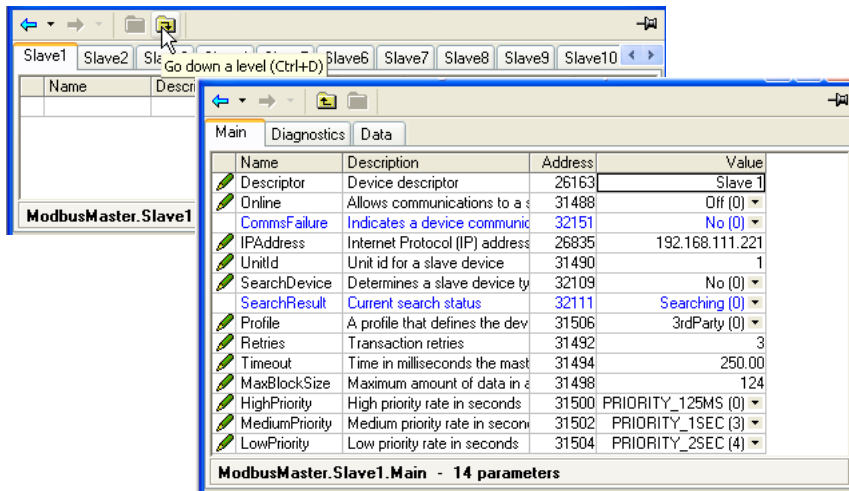 Slave1 Slave2 Slave6 Slave7 Slave8 Slave9 Slave10
Go down a level (Ctrl+D)
Name
ModbusMaster.Slave1
Main Diagnostics Data
Name Description Address Value
Descriptor Device descriptor 26163 Slave 1
Online Allows communications to a 31488 Off (0)
CommsFailure Indicates a device 32151 No (0)
IPAddress Internet Protocol (IP) address 26835 192.168.111.221
UnitId Unit id for a slave device 31490 1
SearchDevice Determines a slave device 32109 No (0)
SearchResult Current search status 32111 Searching (0)
Profile A profile that defines the 31506 3rdParty (0)
Retries Transaction retries 31492 3
Timeout Time in milliseconds the 31494 250.00
MaxBlockSize Maximum amount of data in 31498 124
HighPriority High priority rate in seconds 31500 PRIORITY_125MS (0)
MediumPriority Medium priority rate in 31502 PRIORITY_1SEC (3)
LowPriority Low priority rate in seconds 31504 PRIORITY_2SEC (4)
ModbusMaster.Slave1.Main - 14 parameters